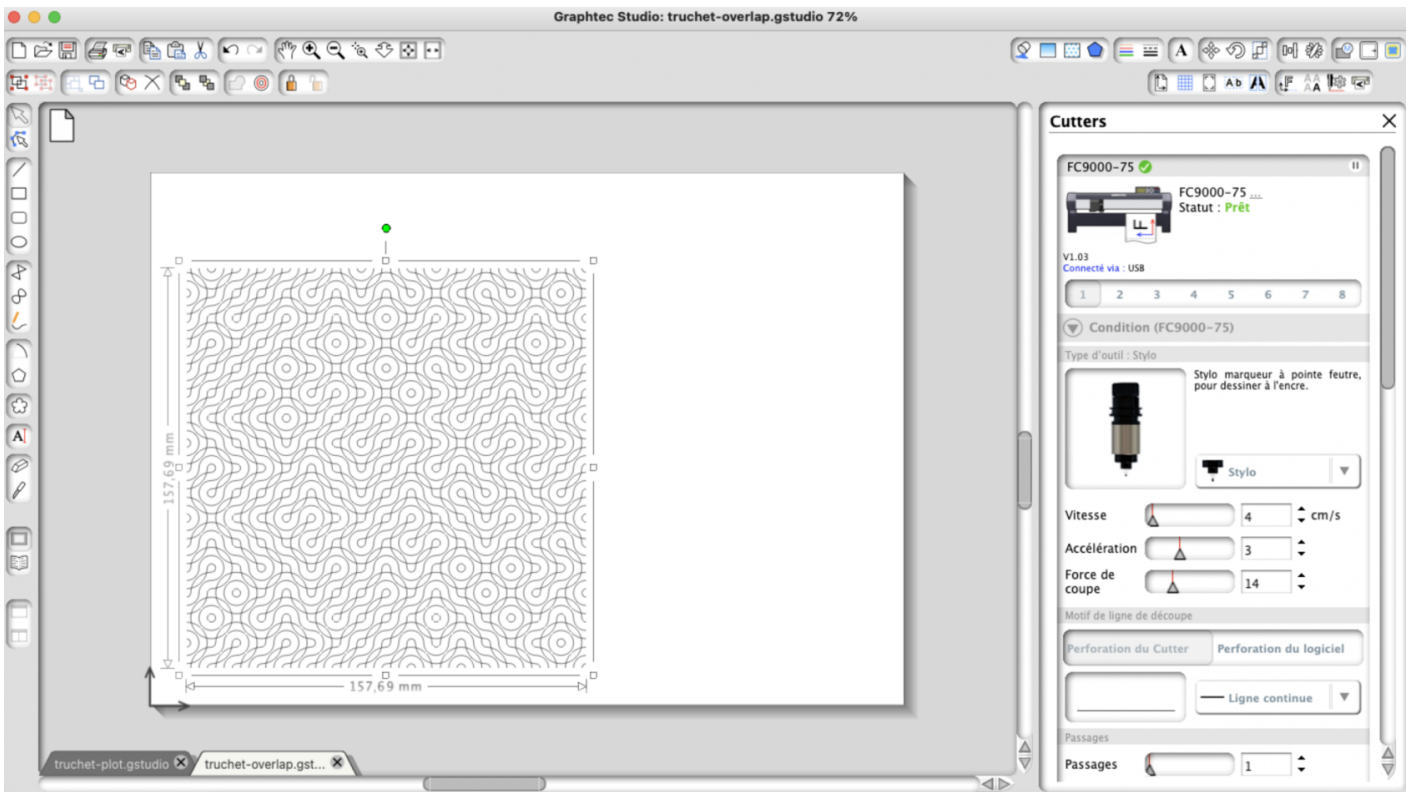 Graphtec Studio: truchet-overlap.gstudio 72%
A
Ab
A
F
AA
AA
Cutters
FC9000-75
FC9000-75 ...
Statut : Prêt
F
V1.03
Connecté via : USB
1 2 3 4 5 6 7 8
Condition (FC9000-75)
Type d'outil : Stylo
Stylo marqueur à pointe feutre,
pour dessiner à l'encre.
Stylo
Vitesse 4 cm/s
Accélération 3
Force de
coupe 14
Motif de ligne de découpe
Perforation du Cutter Perforation du logiciel
Ligne continue
Passages
Passages 1
A
157,69 mm
157,69 mm
truchet-plot.gstudio
truchet-overlap.gst...